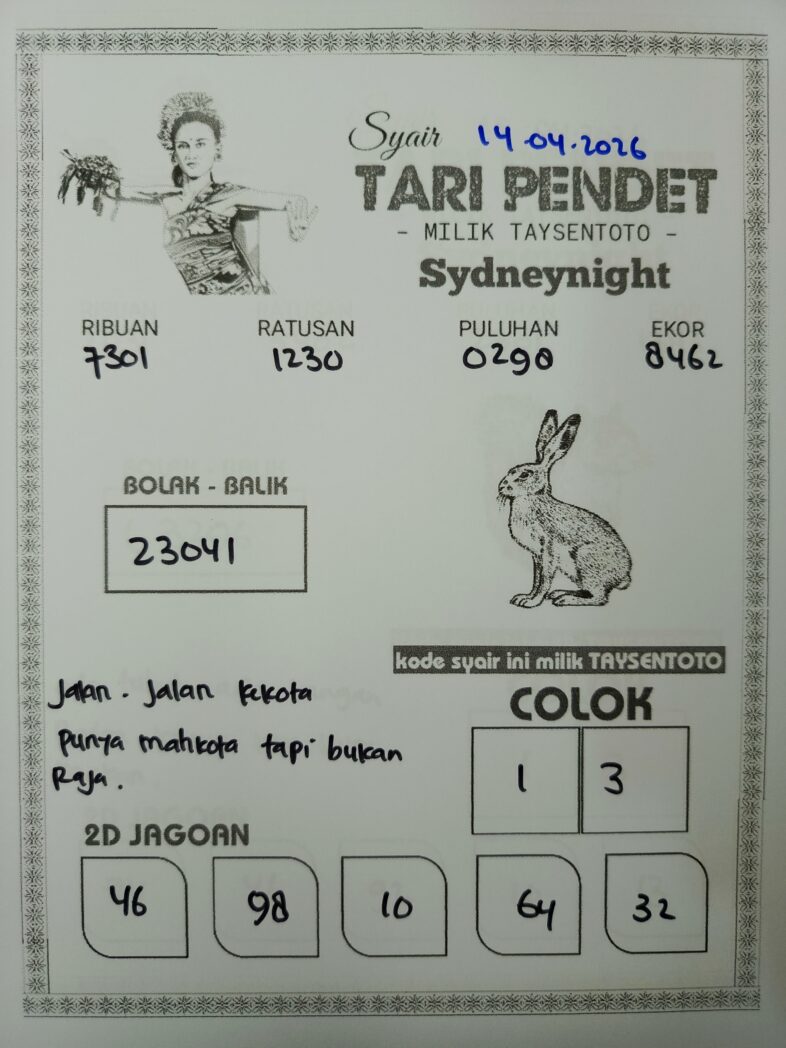 Syair 14.04.2026
TARI PENDET
- MILIK TAYSENTOTO -
Sydneynight
RIBUAN RATUSAN PULUHAN EKOR
7301 1230 0298 8462
BOLAK - BALIK
23041
kode syair ini milik TAYSENTOTO
Jalan. Jalan kekota
Punya mahkota tapi bukan
Raja.
COLOK
1 3
2D JAGOAN
46 98 10 64 32